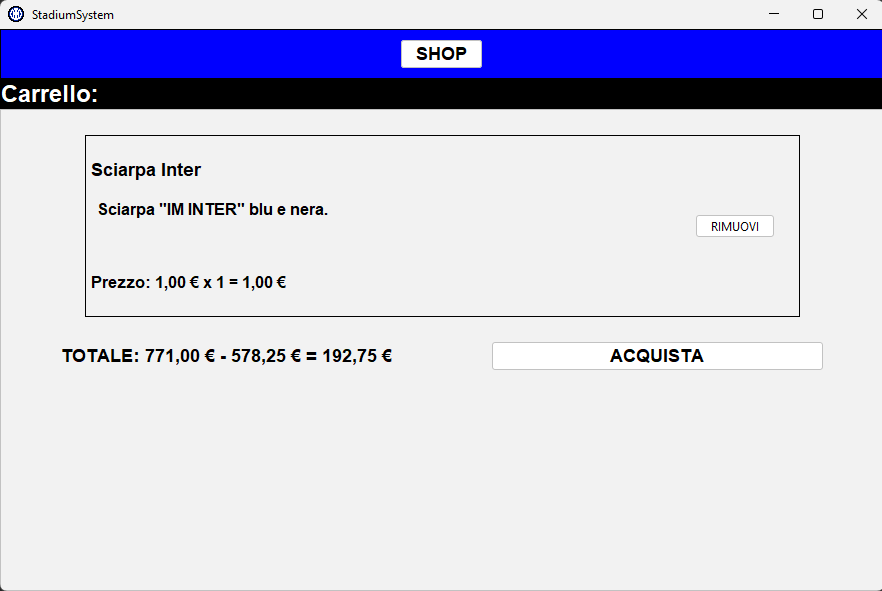 StadiumSystem
SHOP
Carrello:
Sciarpa Inter
Sciarpa "IM INTER" blu e nera.
RIMUOVI
Prezzo: 1,00 € x 1 = 1,00 €
TOTALE: 771,00 € - 578,25 € = 192,75 €
ACQUISTA